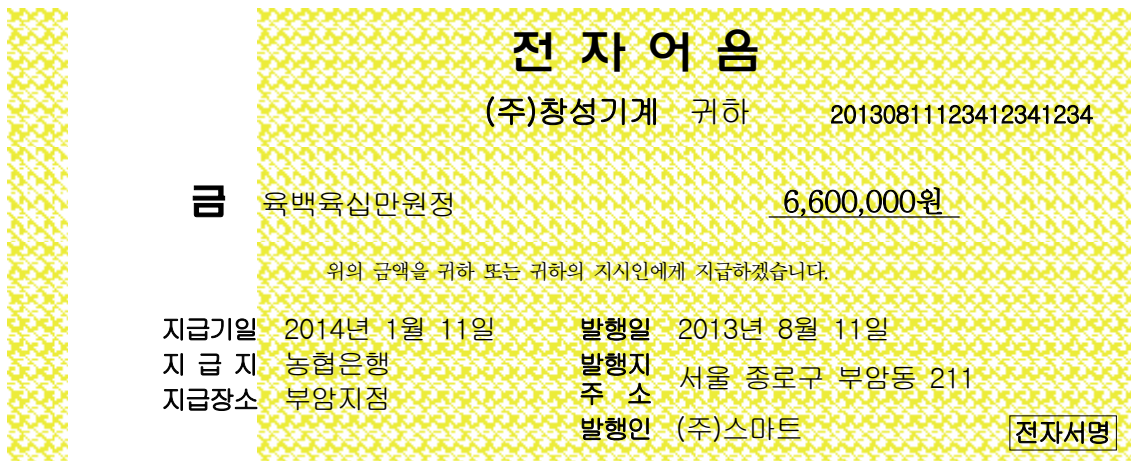 전 자 어 음
(주)창성기계 귀하 20130811123412341234
금 육백육십만원정 6,600,000원
위의 금액을 귀하 또는 귀하의 지시인에게 지급하겠습니다.
지급기일 2014년 1월 11일 발행일 2013년 8월 11일
지 급 지 농협은행 발행지
주 소 서울 종로구 부암동 211
지급장소 부암지점
발행인 (주)스마트
전자서명